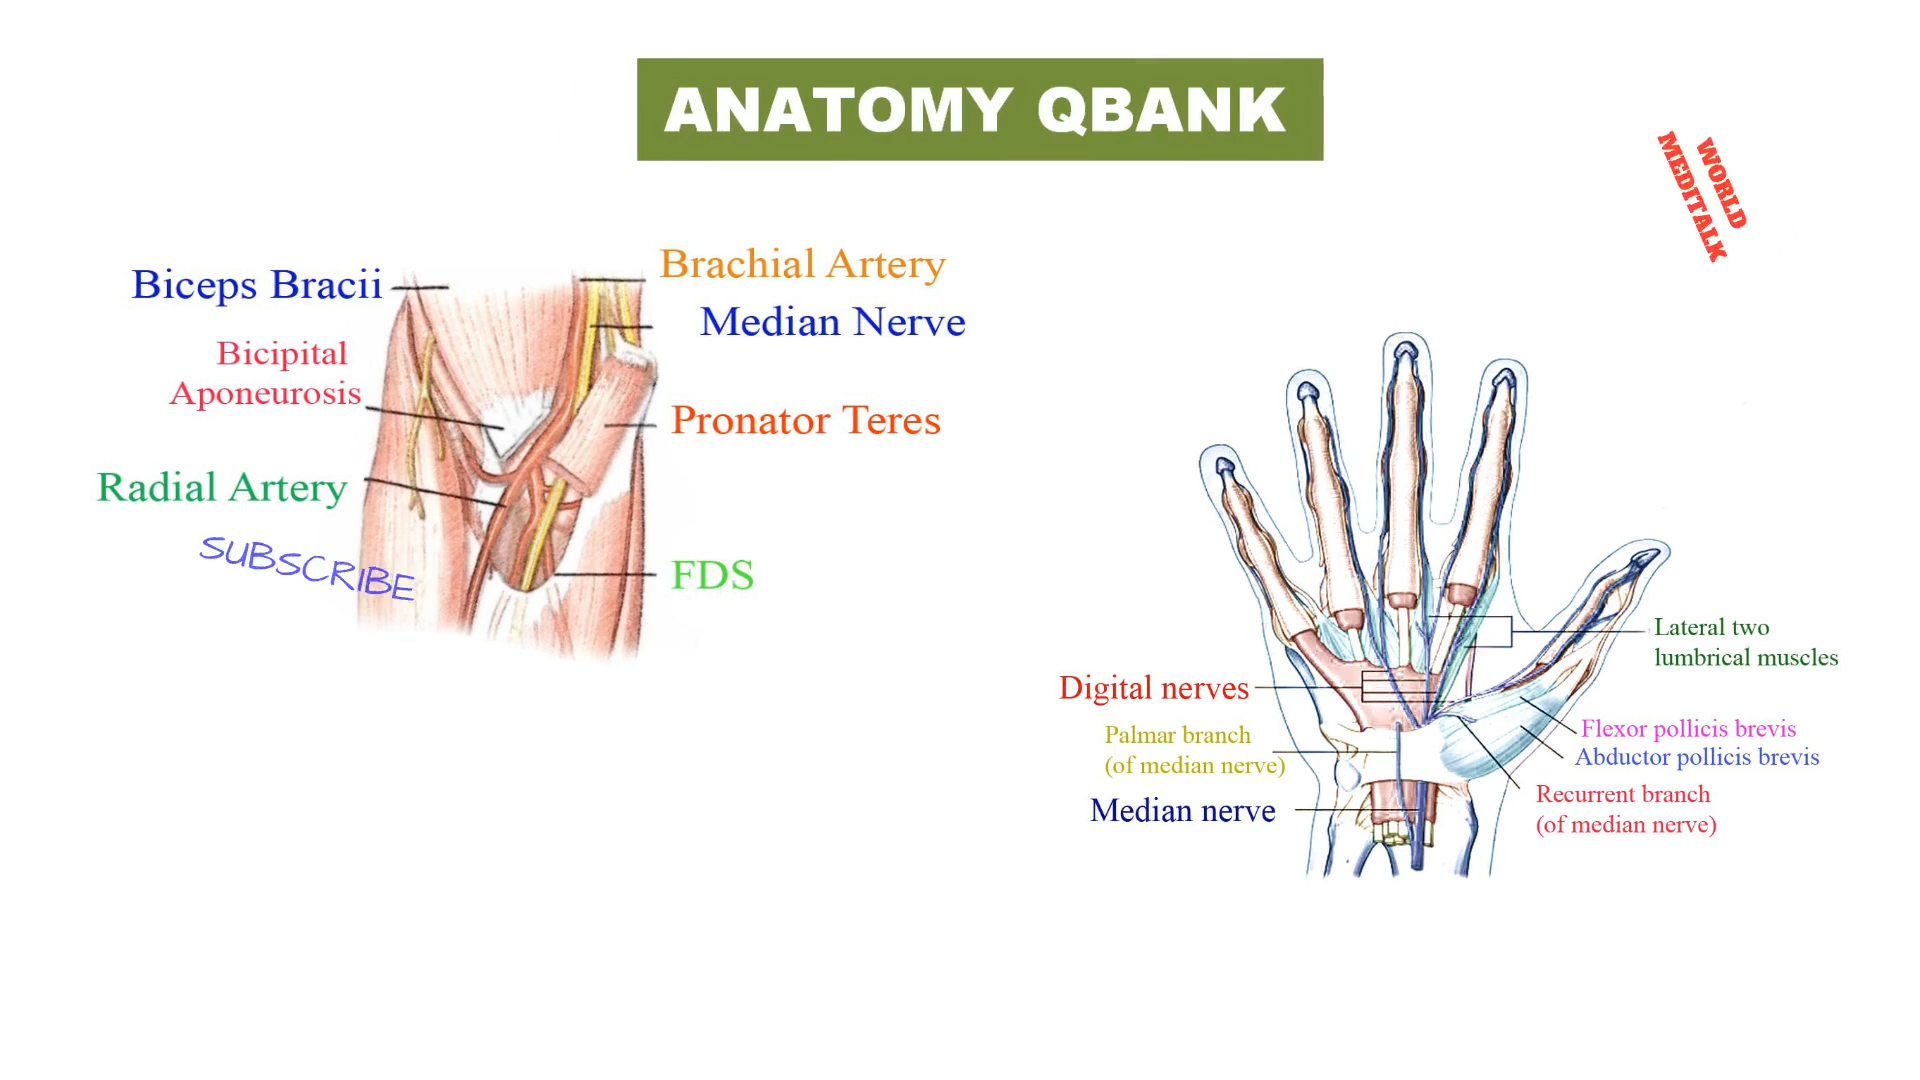 ANATOMY QBANK
WORLD
MEDITALK
Biceps Bracii
Bicipital
Aponeurosis
Radial Artery
SUBSCRIBE
Brachial Artery
Median Nerve
Pronator Teres
FDS
Digital nerves
Palmar branch
(of median nerve)
Median nerve
Lateral two
lumbrical muscles
Flexor pollicis brevis
Abductor pollicis brevis
Recurrent branch
(of median nerve)